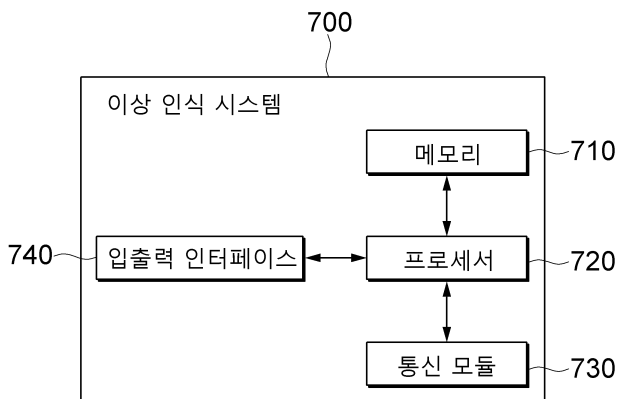 700
이상 인식 시스템
메모리
710
740
입출력 인터페이스
프로세서
720
통신 모듈
730